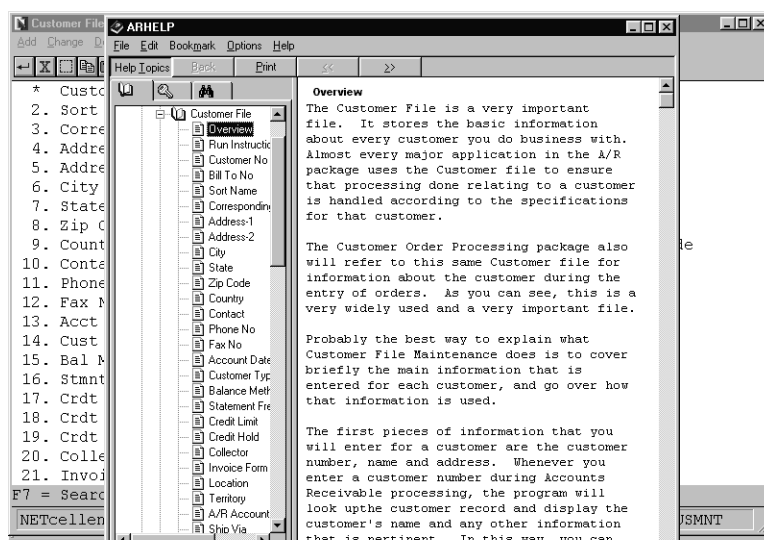 Customer File
Add Change
* Custo
2. Sort
3. Corre
4. Addre
5. Addre
6. City
7. State
8. Zip C
9. Count
10. Conta
11. Phone
12. Fax N
13. Acct
14. Cust
15. Bal M
16. Stmnt
17. Crdt
18. Crdt
19. Crdt
20. Colle
21. Invoi
F7 = Searc
NETcellen
ARHELP
File Edit Bookmark Options Help
Help Topics Back Print << >>
Customer File
Overview
Run Instructic
Customer No
Bill To No
Sort Name
Corresponding
Address-1
Address-2
City
State
Zip Code
Country
Contact
Phone No
Fax No
Account Date
Customer Typ
Balance Meth
Statement Fre
Credit Limit
Credit Hold
Collector
Invoice Form
Location
Territory
A/R Account
Ship Via
Overview
The Customer File is a very important
file. It stores the basic information
about every customer you do business with.
Almost every major application in the A/R
package uses the Customer file to ensure
that processing done relating to a customer
is handled according to the specifications
for that customer.
The Customer Order Processing package also
will refer to this same Customer file for
information about the customer during the
entry of orders. As you can see, this is a
very widely used and a very important file.
Probably the best way to explain what
Customer File Maintenance does is to cover
briefly the main information that is
entered for each customer, and go over how
that information is used.
The first pieces of information that you
will enter for a customer are the customer
number, name and address. Whenever you
enter a customer number during Accounts
Receivable processing, the program will
look upthe customer record and display the
customer's name and any other information
that is pertinent. In this way, you can
de
JSMNT